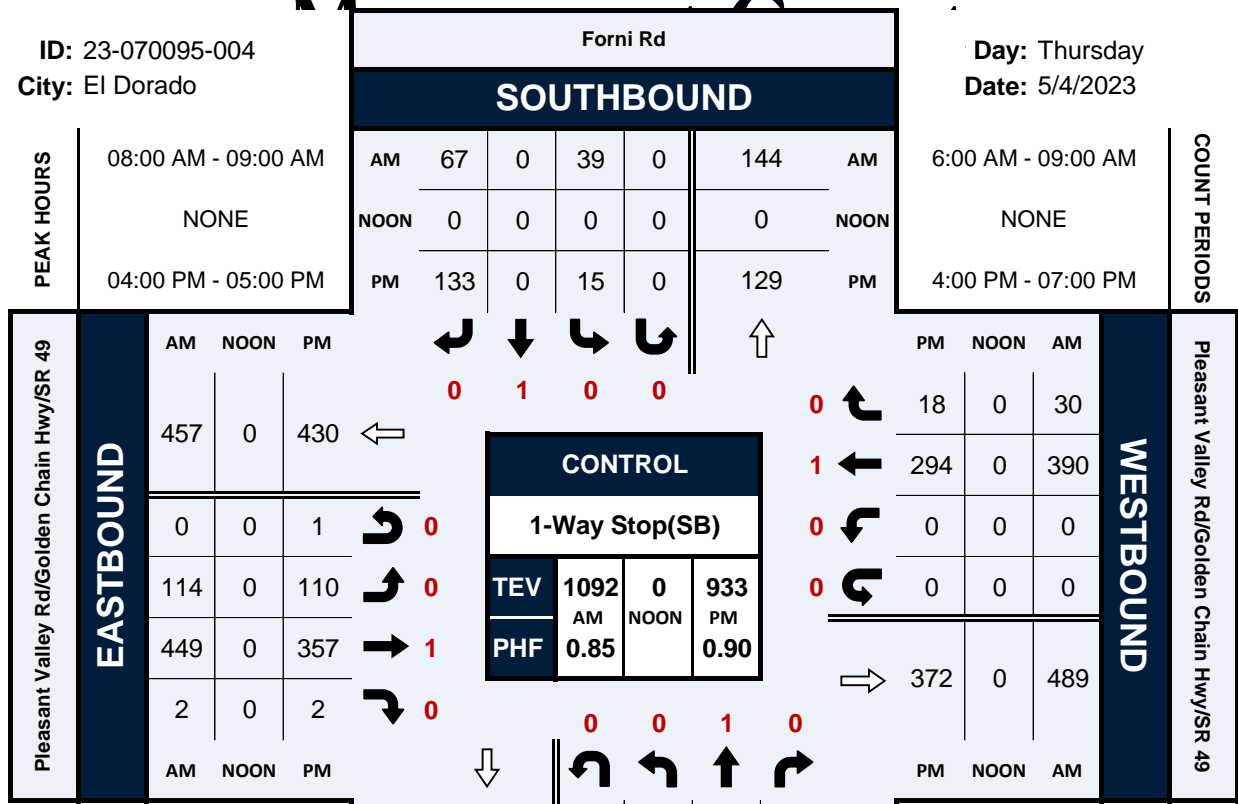 Forni Rd
ID: 23-070095-004
Day: Thursday
City: El Dorado
SOUTHBOUND
Date: 5/4/2023
PEAK HOURS
08:00 AM - 09:00 AM
AM 67 0 39 0 144 AM
6:00 AM - 09:00 AM
COUNT PERIODS
NONE
NOON 0 0 0 0 0 NOON
NONE
04:00 PM - 05:00 PM
PM 133 0 15 0 129 PM
4:00 PM - 07:00 PM
Pleasant Valley Rd/Golden Chain Hwy/SR 49
EASTBOUND
AM NOON PM
PM NOON AM
0 1 0 0
0 18 0 30
457 0 430
1 294 0 390
CONTROL
0 0 1 0
1-Way Stop(SB)
0 0 0 0
114 0 110 0
TEV 1092 0 933
AM NOON PM
PHF 0.85 0.90
0 0 0 0
449 0 357 1
372 0 489
2 0 2 0
0 0 1 0
AM NOON PM
PM NOON AM
WESTBOUND
Pleasant Valley Rd/Golden Chain Hwy/SR 49